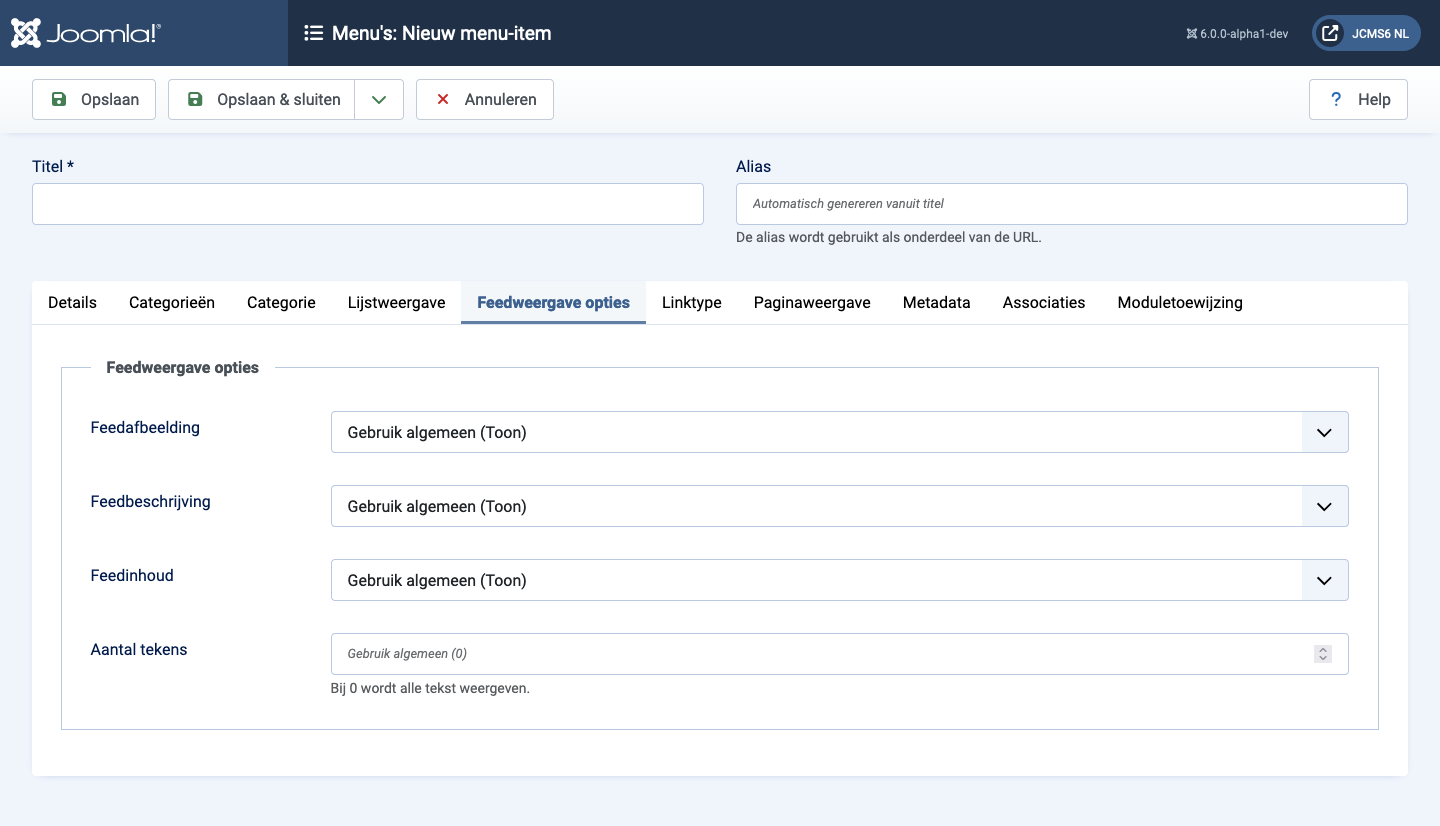 Joomla!®
Menu's: Nieuw menu-item
6.0.0-alpha1-dev
JCMS6 NL
Opslaan
Opslaan & sluiten
Annuleren
? Help
Titel *
Alias
Automatisch genereren vanuit titel
De alias wordt gebruikt als onderdeel van de URL.
Details Categorieën Categorie Lijstweergave Feedweergave opties Linktype Paginaweergave Metadata Associaties Moduletoewijzing
Feedweergave opties
Feedafbeelding
Gebruik algemeen (Toon)
Feedbeschrijving
Gebruik algemeen (Toon)
Feedinhoud
Gebruik algemeen (Toon)
Aantal tekens
Gebruik algemeen (0)
Bij 0 wordt alle tekst weergeven.